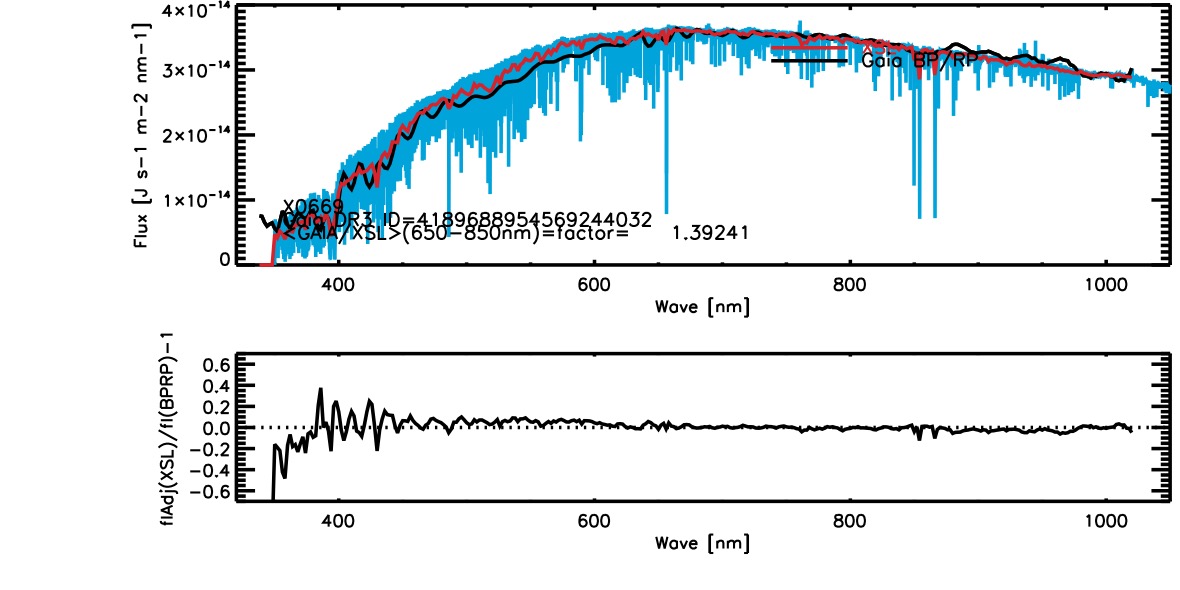 4×10-14
3×10-14
2×10-14
1×10-14
0
Flux [J s-1 m-2 nm-1]
XSL
Gaia BP/RP
X0669
Gaia DR3 ID=4189688954569244032
<GAIA/XSL>(650-850nm)=factor= 1.39241
400 600 800 1000
Wave [nm]
0.6
0.4
0.2
0.0
-0.2
-0.4
-0.6
flAdj(XSL)/fl(BPRP)-1
400 600 800 1000
Wave [nm]